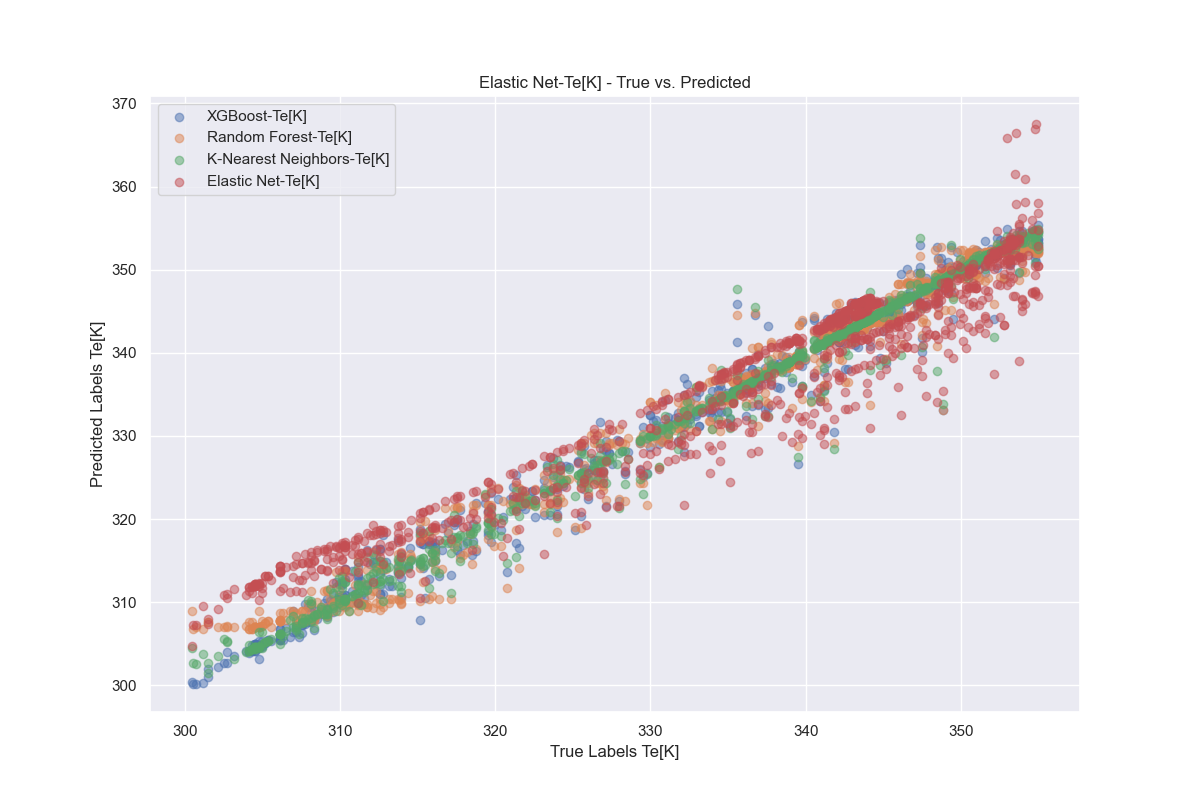 Elastic Net-Te[K] - True vs. Predicted
370
360
350
340
330
320
310
300
XGBoost-Te[K]
Random Forest-Te[K]
K-Nearest Neighbors-Te[K]
Elastic Net-Te[K]
Predicted Labels Te[K]
300 310 320 330 340 350
True Labels Te[K]